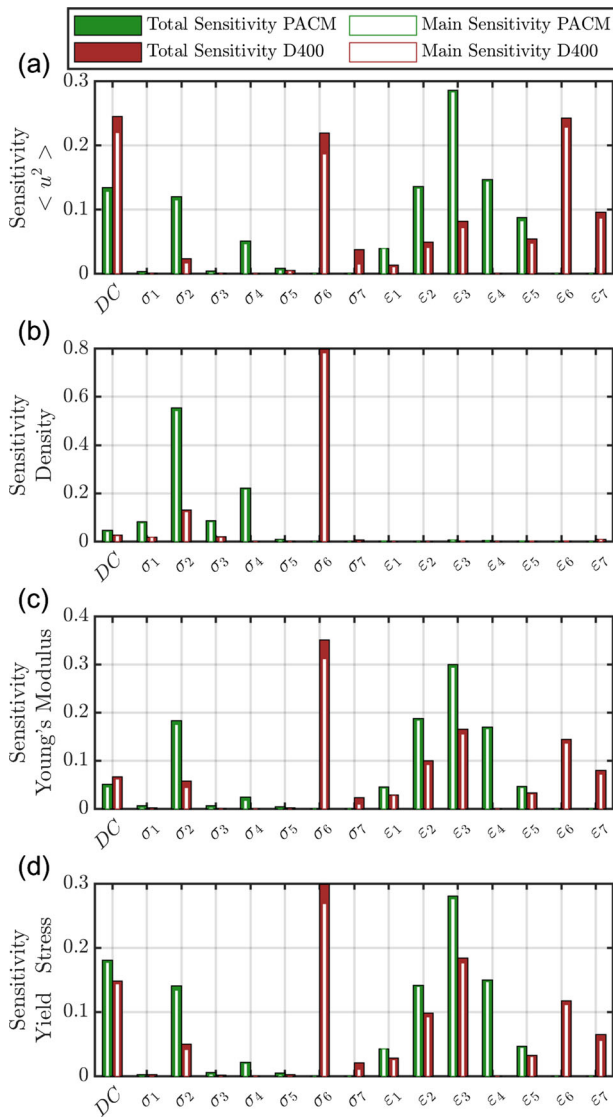 Total Sensitivity PACM Main Sensitivity PACM
Total Sensitivity D400 Main Sensitivity D400
(a)
Sensitivity
< u² >
0.3
0.2
0.1
0
DC σ₁ σ₂ σ₃ σ₄ σ₅ σ₆ σ₇ ε₁ ε₂ ε₃ ε₄ ε₅ ε₆ ε₇
(b)
Sensitivity
Density
0.8
0.6
0.4
0.2
0
DC σ₁ σ₂ σ₃ σ₄ σ₅ σ₆ σ₇ ε₁ ε₂ ε₃ ε₄ ε₅ ε₆ ε₇
(c)
Sensitivity
Young's Modulus
0.4
0.3
0.2
0.1
0
DC σ₁ σ₂ σ₃ σ₄ σ₅ σ₆ σ₇ ε₁ ε₂ ε₃ ε₄ ε₅ ε₆ ε₇
(d)
Sensitivity
Yield Stress
0.3
0.2
0.1
0
DC σ₁ σ₂ σ₃ σ₄ σ₅ σ₆ σ₇ ε₁ ε₂ ε₃ ε₄ ε₅ ε₆ ε₇